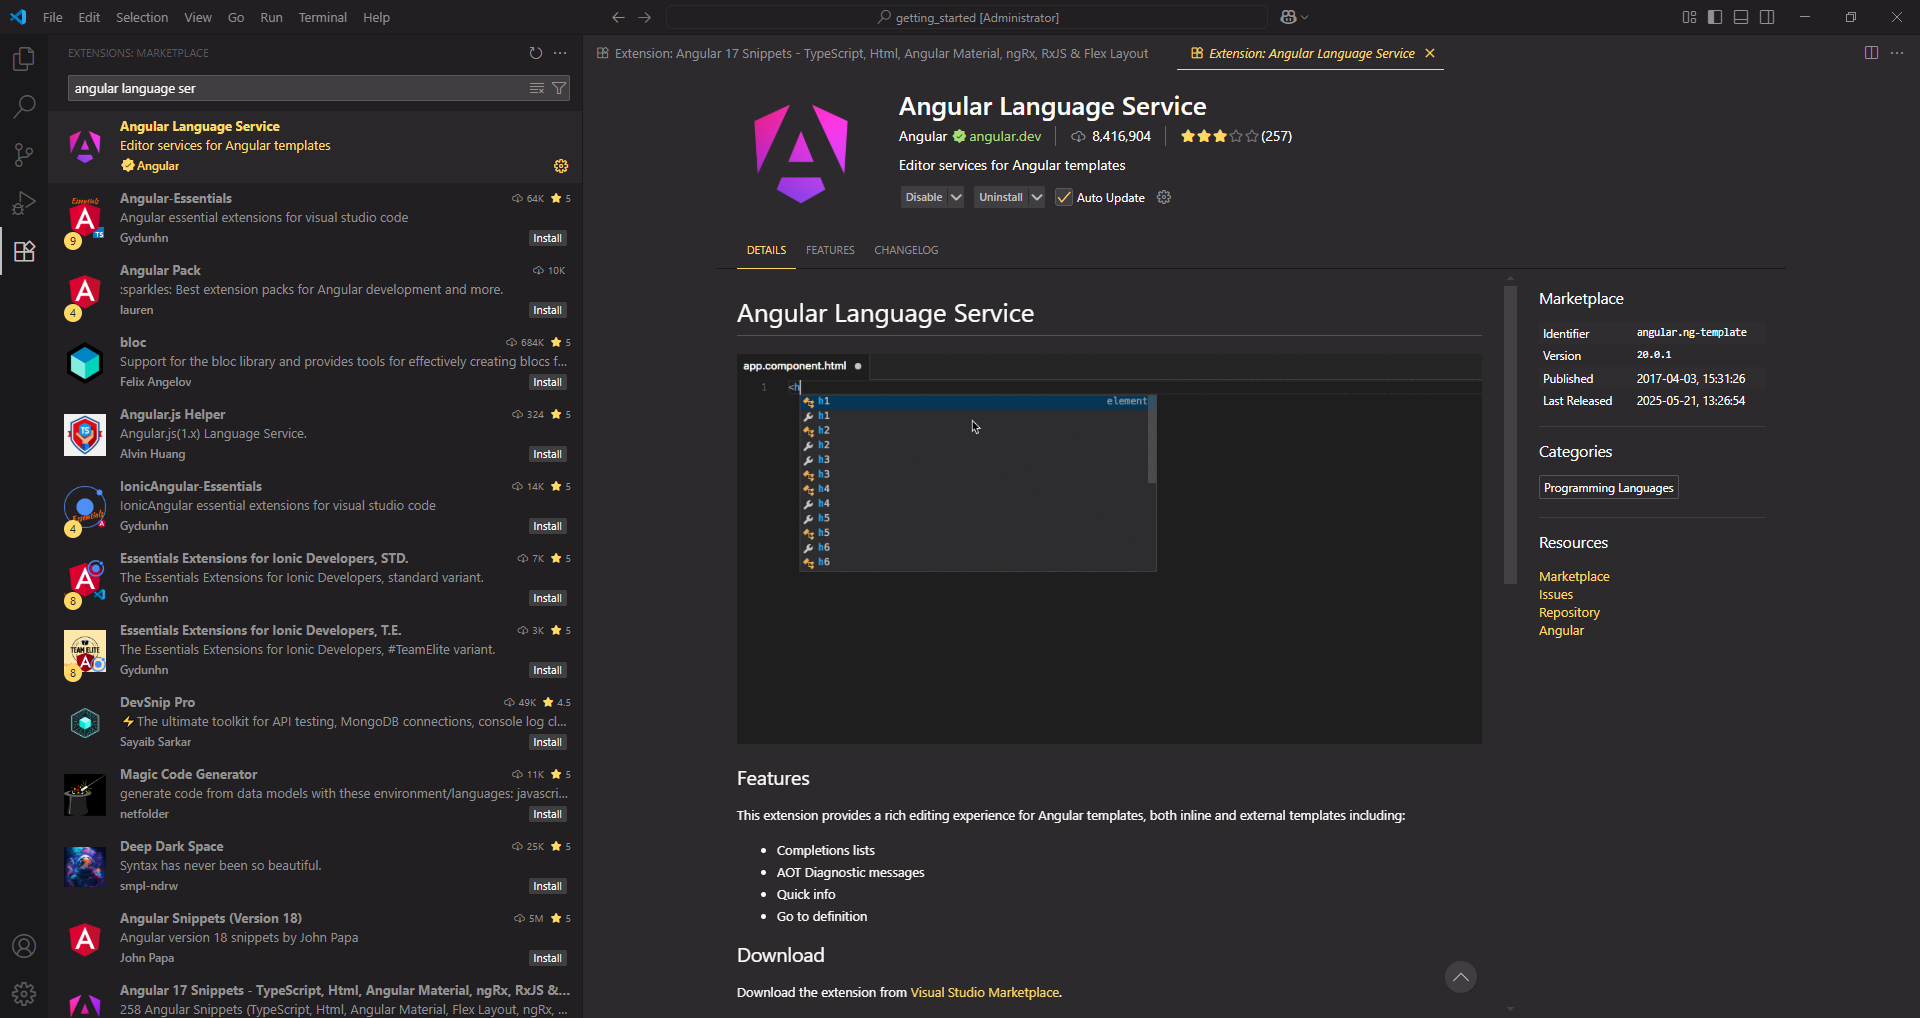 File Edit Selection View Go Run Terminal Help
getting_started [Administrator]
EXTENSIONS: MARKETPLACE
angular language ser
Angular Language Service
Editor services for Angular templates
Angular
Angular-Essentials 64K 5
Angular essential extensions for visual studio code
Gydunhn Install
9
Angular Pack 10K
:sparkles: Best extension packs for Angular development and more.
lauren Install
4
bloc 684K 5
Support for the bloc library and provides tools for effectively creating blocs f...
Felix Angelov Install
Angular.js Helper 324 5
Angular.js(1.x) Language Service.
Alvin Huang Install
IonicAngular-Essentials 14K 5
IonicAngular essential extensions for visual studio code
Gydunhn Install
4
Essentials Extensions for Ionic Developers, STD. 7K 5
The Essentials Extensions for Ionic Developers, standard variant.
Gydunhn Install
8
Essentials Extensions for Ionic Developers, T.E. 3K 5
The Essentials Extensions for Ionic Developers, #TeamElite variant.
Gydunhn Install
8
DevSnip Pro 49K 4.5
⚡The ultimate toolkit for API testing, MongoDB connections, console log cl...
Sayaib Sarkar Install
Magic Code Generator 11K 5
generate code from data models with these environment/languages: javascri...
netfolder Install
Deep Dark Space 25K 5
Syntax has never been so beautiful.
smpl-ndrw Install
Angular Snippets (Version 18) 5M 5
Angular version 18 snippets by John Papa
John Papa Install
Angular 17 Snippets - TypeScript, Html, Angular Material, ngRx, RxJS &...
258 Angular Snippets (TypeScript, Html, Angular Material, Flex Layout, ngRx, ...
Extension: Angular 17 Snippets - TypeScript, Html, Angular Material, ngRx, RxJS & Flex Layout
Extension: Angular Language Service
Angular Language Service
Angular angular.dev 8,416,904 (257)
Editor services for Angular templates
Disable Uninstall Auto Update
DETAILS FEATURES CHANGELOG
Angular Language Service
app.component.html
1 <h
h1 element
h1
h2
h2
h3
h3
h4
h4
h5
h5
h6
h6
Features
This extension provides a rich editing experience for Angular templates, both inline and external templates including:
• Completions lists
• AOT Diagnostic messages
• Quick info
• Go to definition
Download
Download the extension from Visual Studio Marketplace.
Marketplace
Identifier angular.ng-template
Version 20.0.1
Published 2017-04-03, 15:31:26
Last Released 2025-05-21, 13:26:54
Categories
Programming Languages
Resources
Marketplace
Issues
Repository
Angular